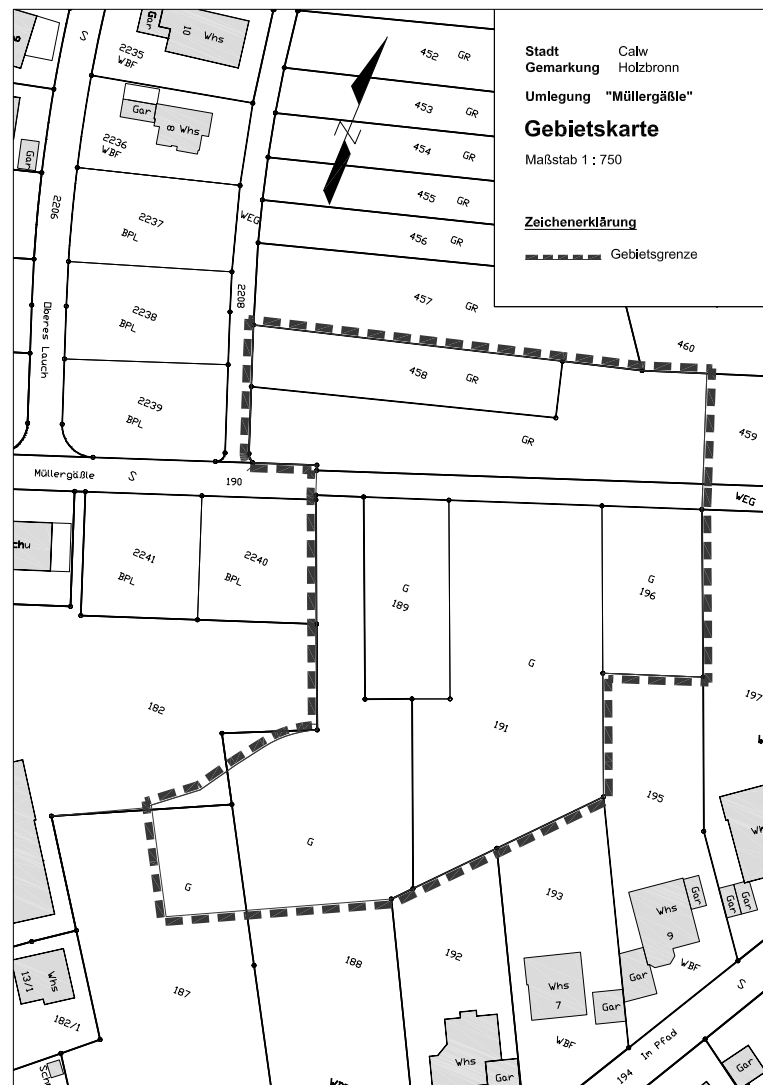 Stadt Calw
Gemarkung Holzbronn
Umlegung "Müllergäßle"
Gebietskarte
Maßstab 1 : 750
Zeichenerklärung
Gebietsgrenze
S
2235
WBF
Gar
10
Whs
452 GR
453 GR
Gar
8 Whs
2236
WBF
Gar
454 GR
455 GR
2206
2237
BPL
WEG
456 GR
2208
2238
BPL
457 GR
Oberes Lauch
460
458 GR
2239
BPL
GR
459
Müllergäßle S 190
WEG
chu
2241
BPL
2240
BPL
G
189
G
196
G
182
191
197
195
G
G
193
Whs
9
Gar
Gar
Gar
13/1
Whs
182/1
187
188
192
Whs
7
Gar
Gar
WBF
S
WBF
Whs
Gar
194 Im Pfad
Gar